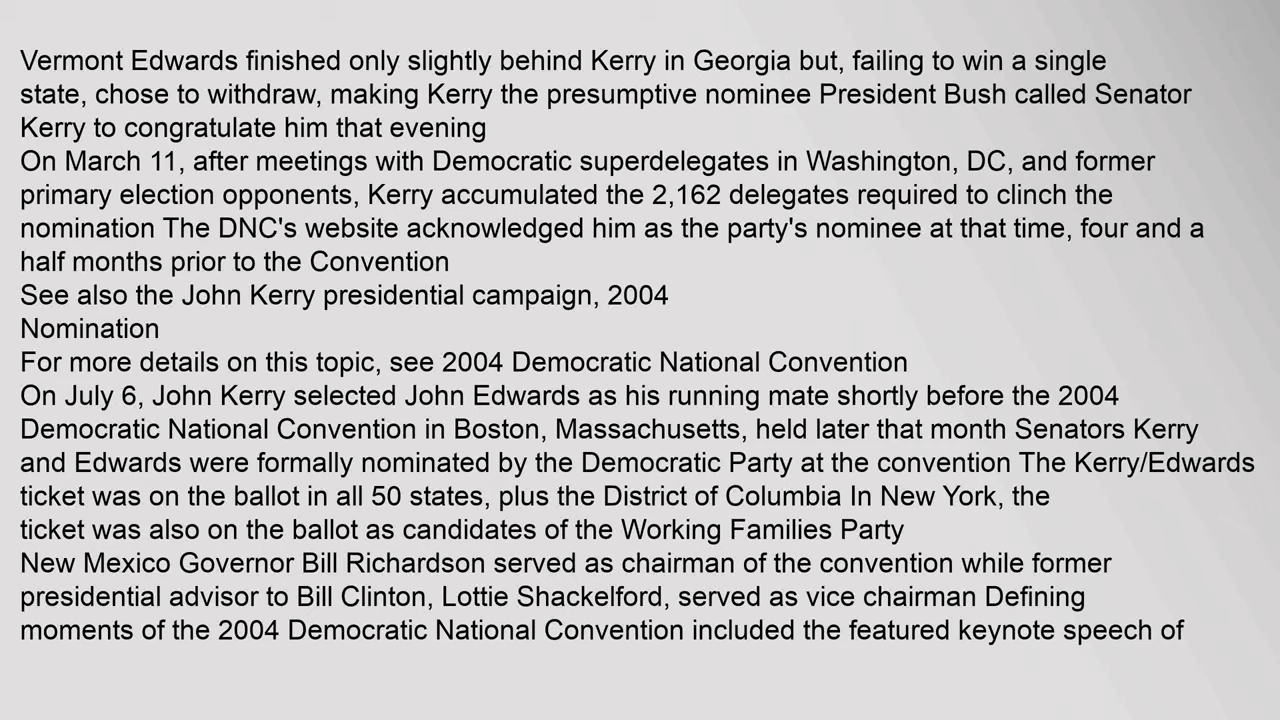 Vermont Edwards finished only slightly behind Kerry in Georgia but, failing to win a single
state, chose to withdraw, making Kerry the presumptive nominee President Bush called Senator
Kerry to congratulate him that evening
On March 11, after meetings with Democratic superdelegates in Washington, DC, and former
primary election opponents, Kerry accumulated the 2,162 delegates required to clinch the
nomination The DNC's website acknowledged him as the party's nominee at that time, four and a
half months prior to the Convention
See also the John Kerry presidential campaign, 2004
Nomination
For more details on this topic, see 2004 Democratic National Convention
On July 6, John Kerry selected John Edwards as his running mate shortly before the 2004
Democratic National Convention in Boston, Massachusetts, held later that month Senators Kerry
and Edwards were formally nominated by the Democratic Party at the convention The Kerry/Edwards
ticket was on the ballot in all 50 states, plus the District of Columbia In New York, the
ticket was also on the ballot as candidates of the Working Families Party
New Mexico Governor Bill Richardson served as chairman of the convention while former
presidential advisor to Bill Clinton, Lottie Shackelford, served as vice chairman Defining
moments of the 2004 Democratic National Convention included the featured keynote speech of